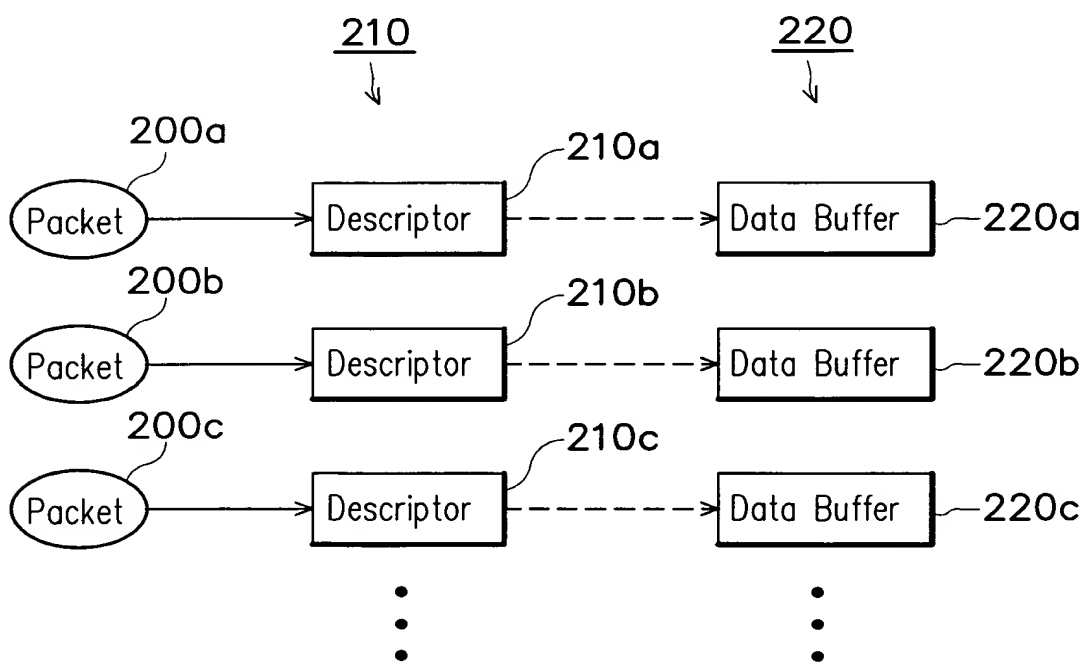 210
220
200a
210a
Packet
Descriptor
Data Buffer
220a
200b
210b
Packet
Descriptor
Data Buffer
220b
200c
210c
Packet
Descriptor
Data Buffer
220c